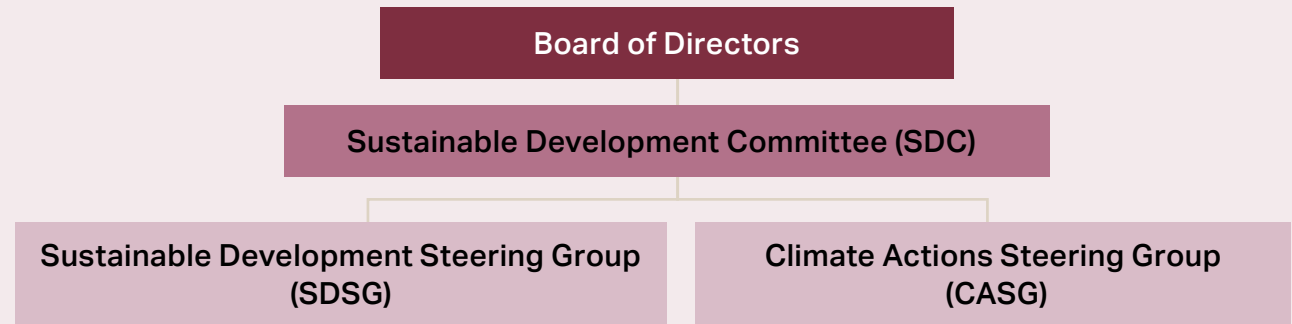 Board of Directors
Sustainable Development Committee (SDC)
Sustainable Development Steering Group
(SDSG)
Climate Actions Steering Group
(CASG)